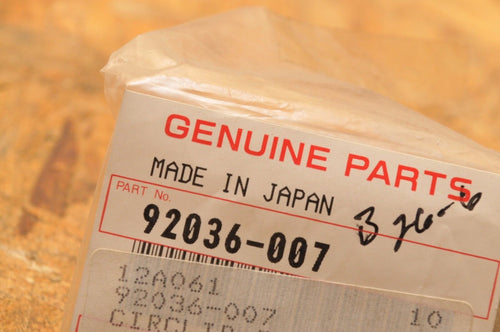 GENUINE PARTS
MADE IN JAPAN
PART No.
92036-007
12A061
92036-007 10